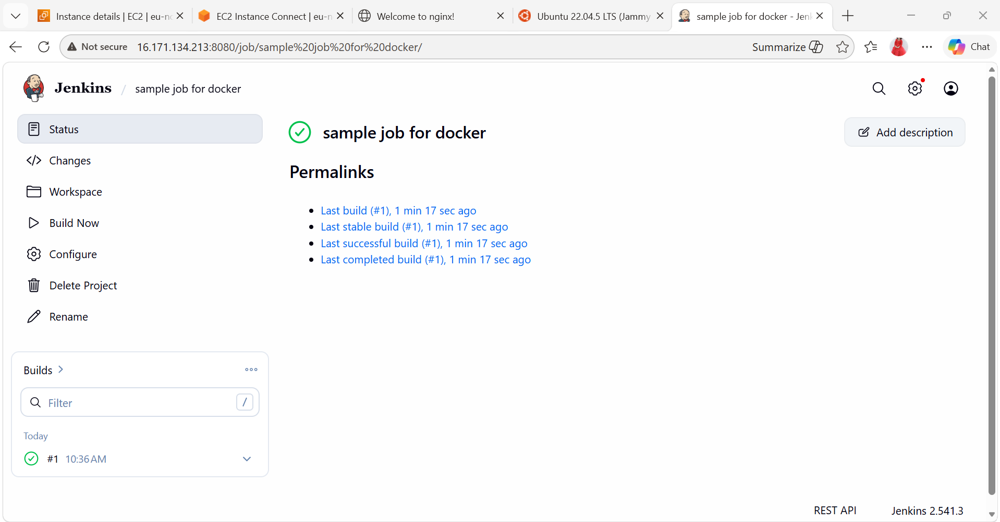 Instance details | EC2 | eu-no
EC2 Instance Connect | eu-n
Welcome to nginx!
Ubuntu 22.04.5 LTS (Jammy
sample job for docker - Jenk
Not secure 16.171.134.213:8080/job/sample%20job%20for%20docker/ Summarize Chat
Jenkins / sample job for docker
Status
Changes
Workspace
Build Now
Configure
Delete Project
Rename
Builds
Filter /
Today
#1 10:36 AM
sample job for docker
Add description
Permalinks
Last build (#1), 1 min 17 sec ago
Last stable build (#1), 1 min 17 sec ago
Last successful build (#1), 1 min 17 sec ago
Last completed build (#1), 1 min 17 sec ago
REST API Jenkins 2.541.3